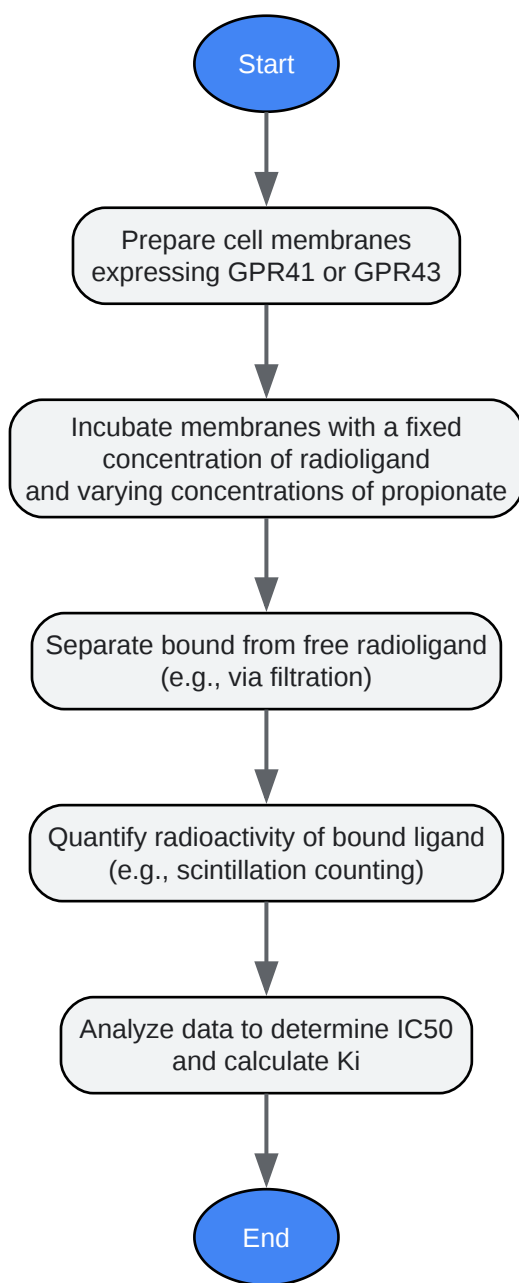 Start
Prepare cell membranes
expressing GPR41 or GPR43
Incubate membranes with a fixed
concentration of radioligand
and varying concentrations of propionate
Separate bound from free radioligand
(e.g., via filtration)
Quantify radioactivity of bound ligand
(e.g., scintillation counting)
Analyze data to determine IC50
and calculate Ki
End